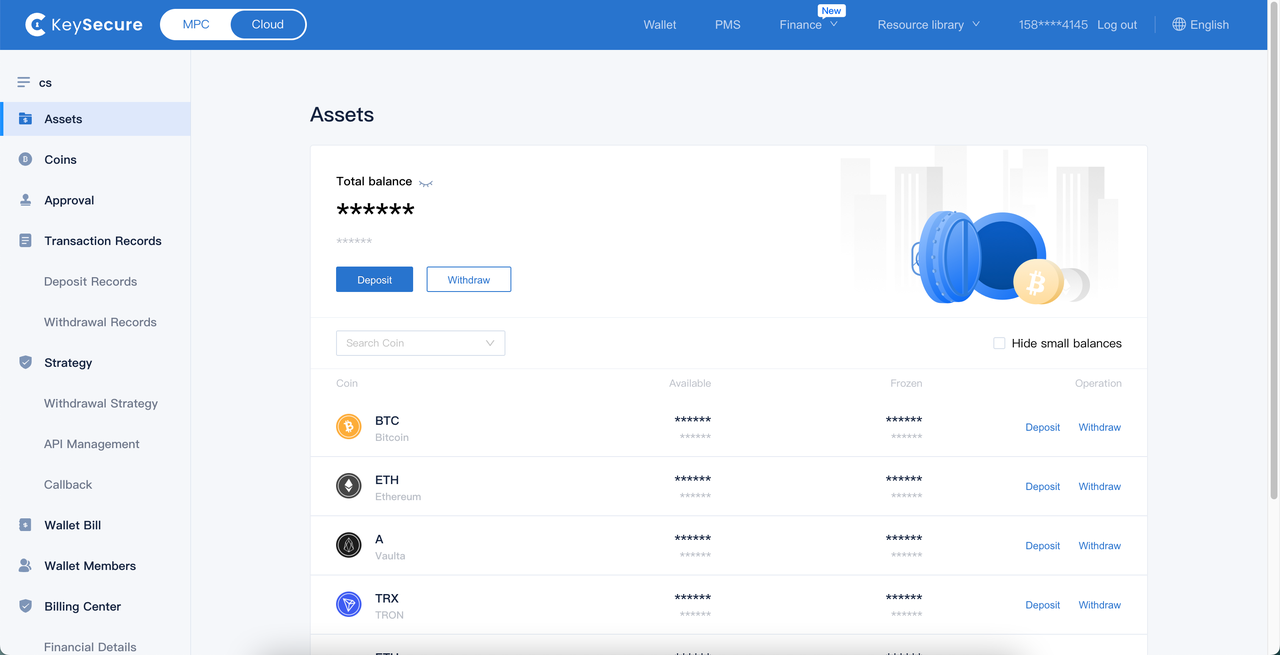 KeySecure
MPC
Cloud
Wallet
PMS
Finance
New
Resource library
158****4145
Log out
English
cs
Assets
Coins
Approval
Transaction Records
Deposit Records
Withdrawal Records
Strategy
Withdrawal Strategy
API Management
Callback
Wallet Bill
Wallet Members
Billing Center
Financial Details
Assets
Total balance
******
******
Deposit
Withdraw
Search Coin
Hide small balances
Coin Available Frozen Operation
BTC ****** ****** Deposit Withdraw
Bitcoin ****** ******
ETH ****** ****** Deposit Withdraw
Ethereum ****** ******
A ****** ****** Deposit Withdraw
Vaulta ****** ******
TRX ****** ****** Deposit Withdraw
TRON ****** ******